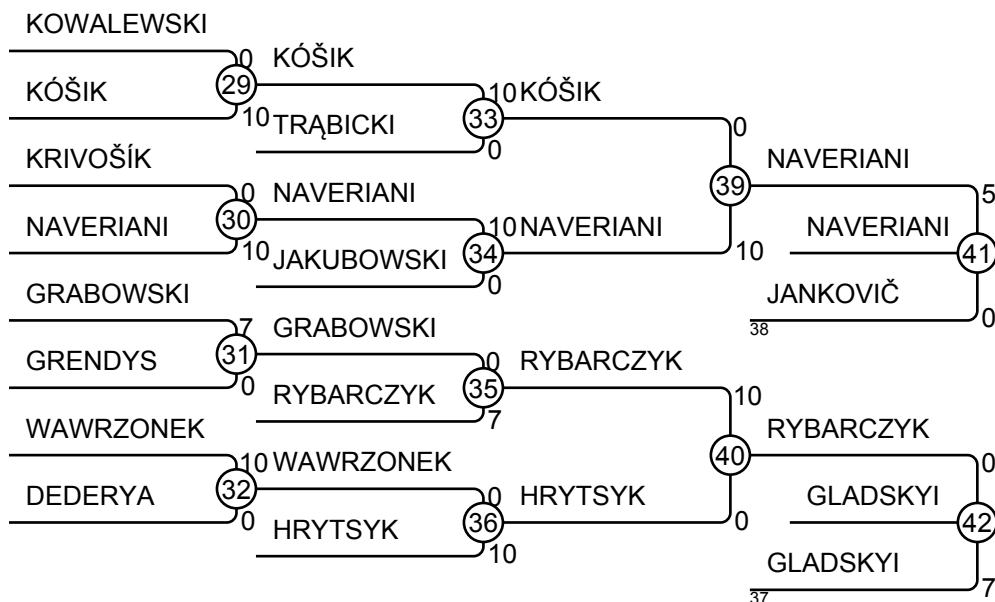 KOWALEWSKI
0 KÓŠIK
29
KÓŠIK 10 KÓŠIK
10 TRĄBICKI 33
0 0
KRIVOŠÍK NAVERIANI
0 39 5
NAVERIANI NAVERIANI
30
NAVERIANI 10 NAVERIANI 10
10 JAKUBOWSKI 34 41
0
GRABOWSKI JANKOVIČ
7 GRABOWSKI 38 0
31
GRENDYS 0 RYBARCZYK
0 RYBARCZYK 35 10
7
WAWRZONEK RYBARCZYK
10 WAWRZONEK 40 0
32
DEDERYA 0 HRYTSYK GLADSKYI
0 HRYTSYK 36 0 42
10
GLADSKYI
37 7